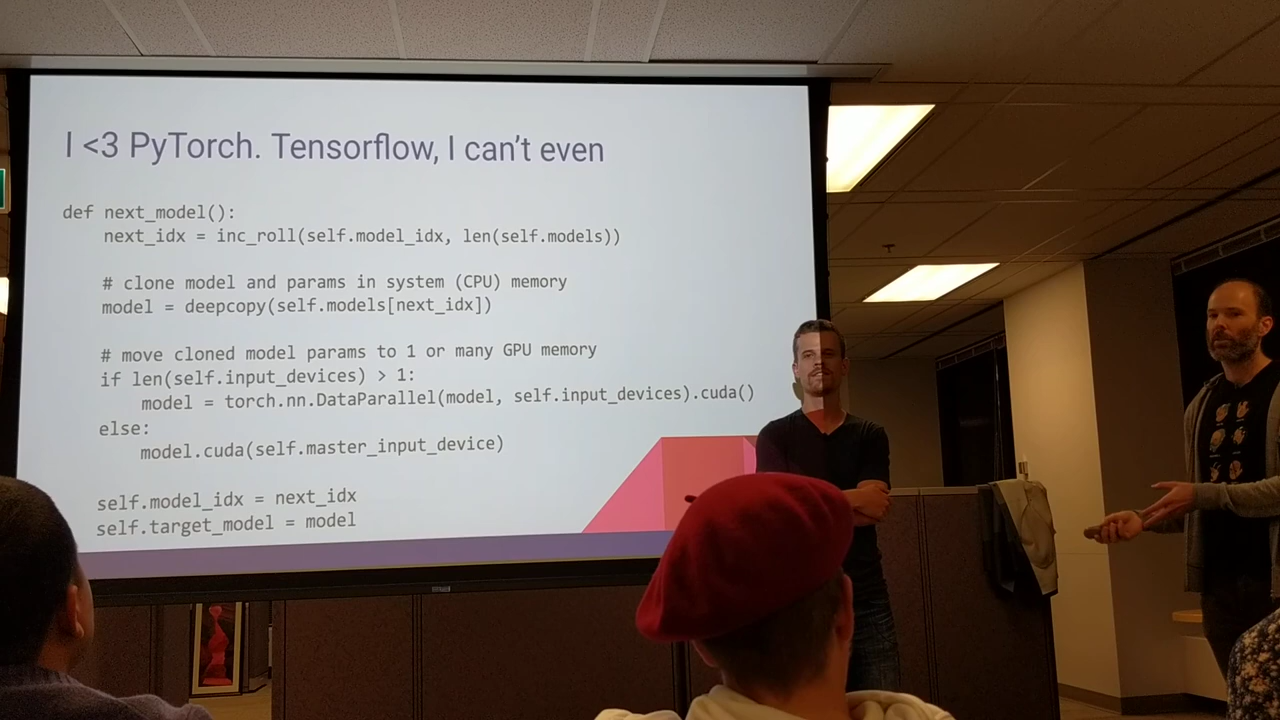 I <3 PyTorch. Tensorflow, I can't even
def next_model():
next_idx = inc_roll(self.model_idx, len(self.models))
# clone model and params in system (CPU) memory
model = deepcopy(self.models[next_idx])
# move cloned model params to 1 or many GPU memory
if len(self.input_devices) > 1:
model = torch.nn.DataParallel(model, self.input_devices).cuda()
else:
model.cuda(self.master_input_device)
self.model_idx = next_idx
self.target_model = model